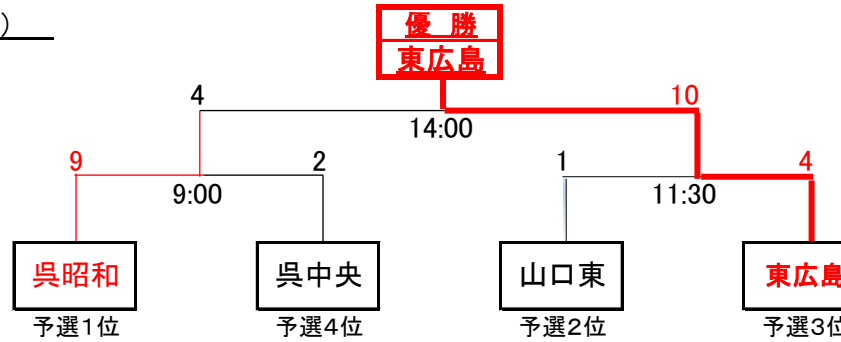 )
優 勝
東広島
4
10
14:00
9
2
1
4
9:00
11:30
呉昭和
呉中央
山口東
東広島
予選1位
予選4位
予選2位
予選3位